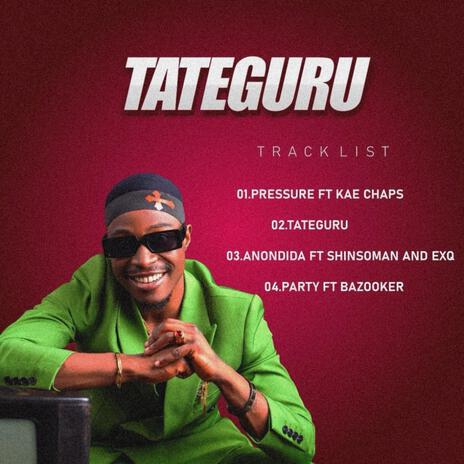 TATEGURU
TRACK LIST
01.PRESSURE FT KAE CHAPS
02.TATEGURU
03.ANONDIDA FT SHINSOMAN AND EXQ
04.PARTY FT BAZOOKER